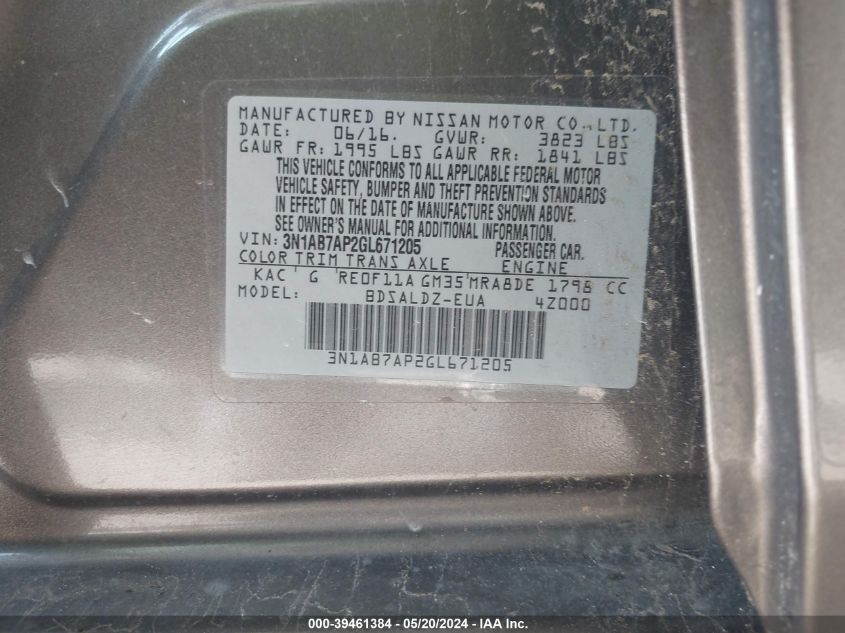 MANUFACTURED BY NISSAN MOTOR CO.,LTD.
DATE: 06/16. GVWR: 3823 LBS
GAWR FR: 1995 LBS GAWR RR: 1841 LBS
THIS VEHICLE CONFORMS TO ALL APPLICABLE FEDERAL MOTOR
VEHICLE SAFETY, BUMPER AND THEFT PREVENTION STANDARDS
IN EFFECT ON THE DATE OF MANUFACTURE SHOWN ABOVE.
SEE OWNER'S MANUAL FOR ADDITIONAL INFORMATION.
VIN: 3N1AB7AP2GL671205 PASSENGER CAR.
COLOR TRIM TRANS AXLE ENGINE
KAC G RE0F11A GM35 MRA8DE 1798 CC
MODEL: BDSALDZ-EUA 4Z000
3N1AB7AP2GL671205
000-39461384 - 05/20/2024 - IAA Inc.